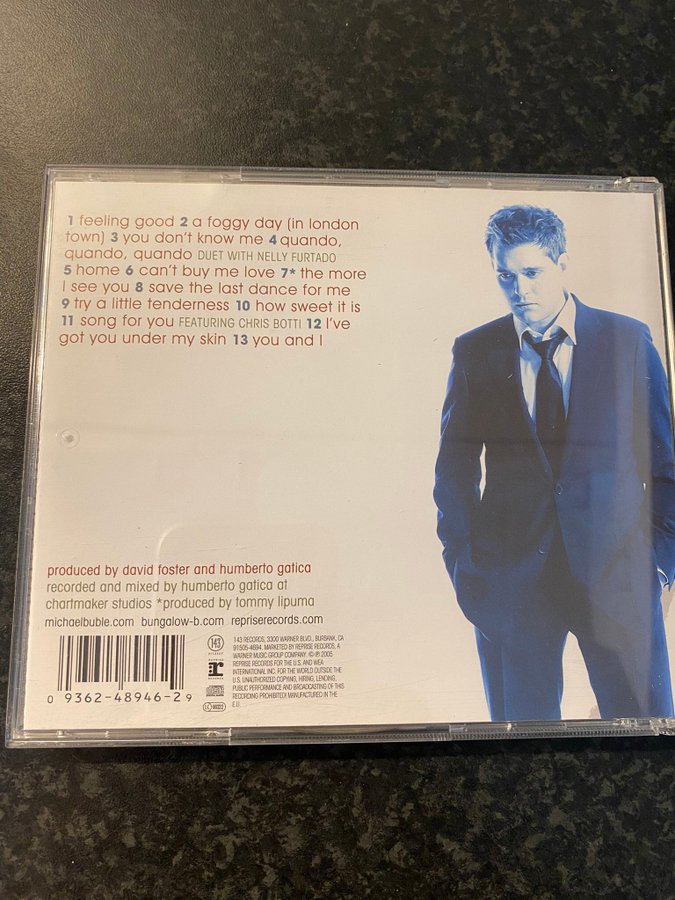 1 feeling good 2 a foggy day (in london
town) 3 you don't know me 4 quando,
quando, quando DUET WITH NELLY FURTADO
5 home 6 can't buy me love 7* the more
I see you 8 save the last dance for me
9 try a little tenderness 10 how sweet it is
11 song for you FEATURING CHRIS BOTTI 12 I've
got you under my skin 13 you and I
produced by david foster and humberto gatica
recorded and mixed by humberto gatica at
chartmaker studios *produced by tommy lipuma
michaelbuble.com bungalow-b.com repriserecords.com
143 RECORDS, 3300 WARNER BLVD., BURBANK, CA
91505-4694. MARKETED BY REPRISE RECORDS, A
WARNER MUSIC GROUP COMPANY. © ℗ 2005
REPRISE RECORDS FOR THE U.S. AND WEA
INTERNATIONAL INC. FOR THE WORLD OUTSIDE THE
U.S. UNAUTHORIZED COPYING, HIRING, LENDING,
PUBLIC PERFORMANCE AND BROADCASTING OF THIS
RECORDING PROHIBITED! MANUFACTURED IN THE
E.U.
143
0 9362-48946-2 9